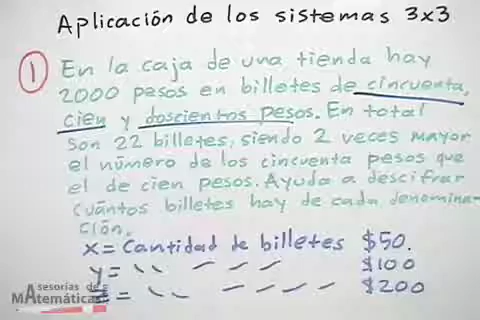 Aplicación de los sistemas 3x3
1 En la caja de una tienda hay
2000 pesos en billetes de cincuenta,
cien y doscientos pesos. En total
son 22 billetes, siendo 2 veces mayor
el número de los cincuenta pesos que
el de cien pesos. Ayuda a descifrar
cuántos billetes hay de cada denomina-
ción.
x = Cantidad de billetes $50.
y = \\ — — — $100
z = \\ — — — — $200
Asesorías de
Matemáticas